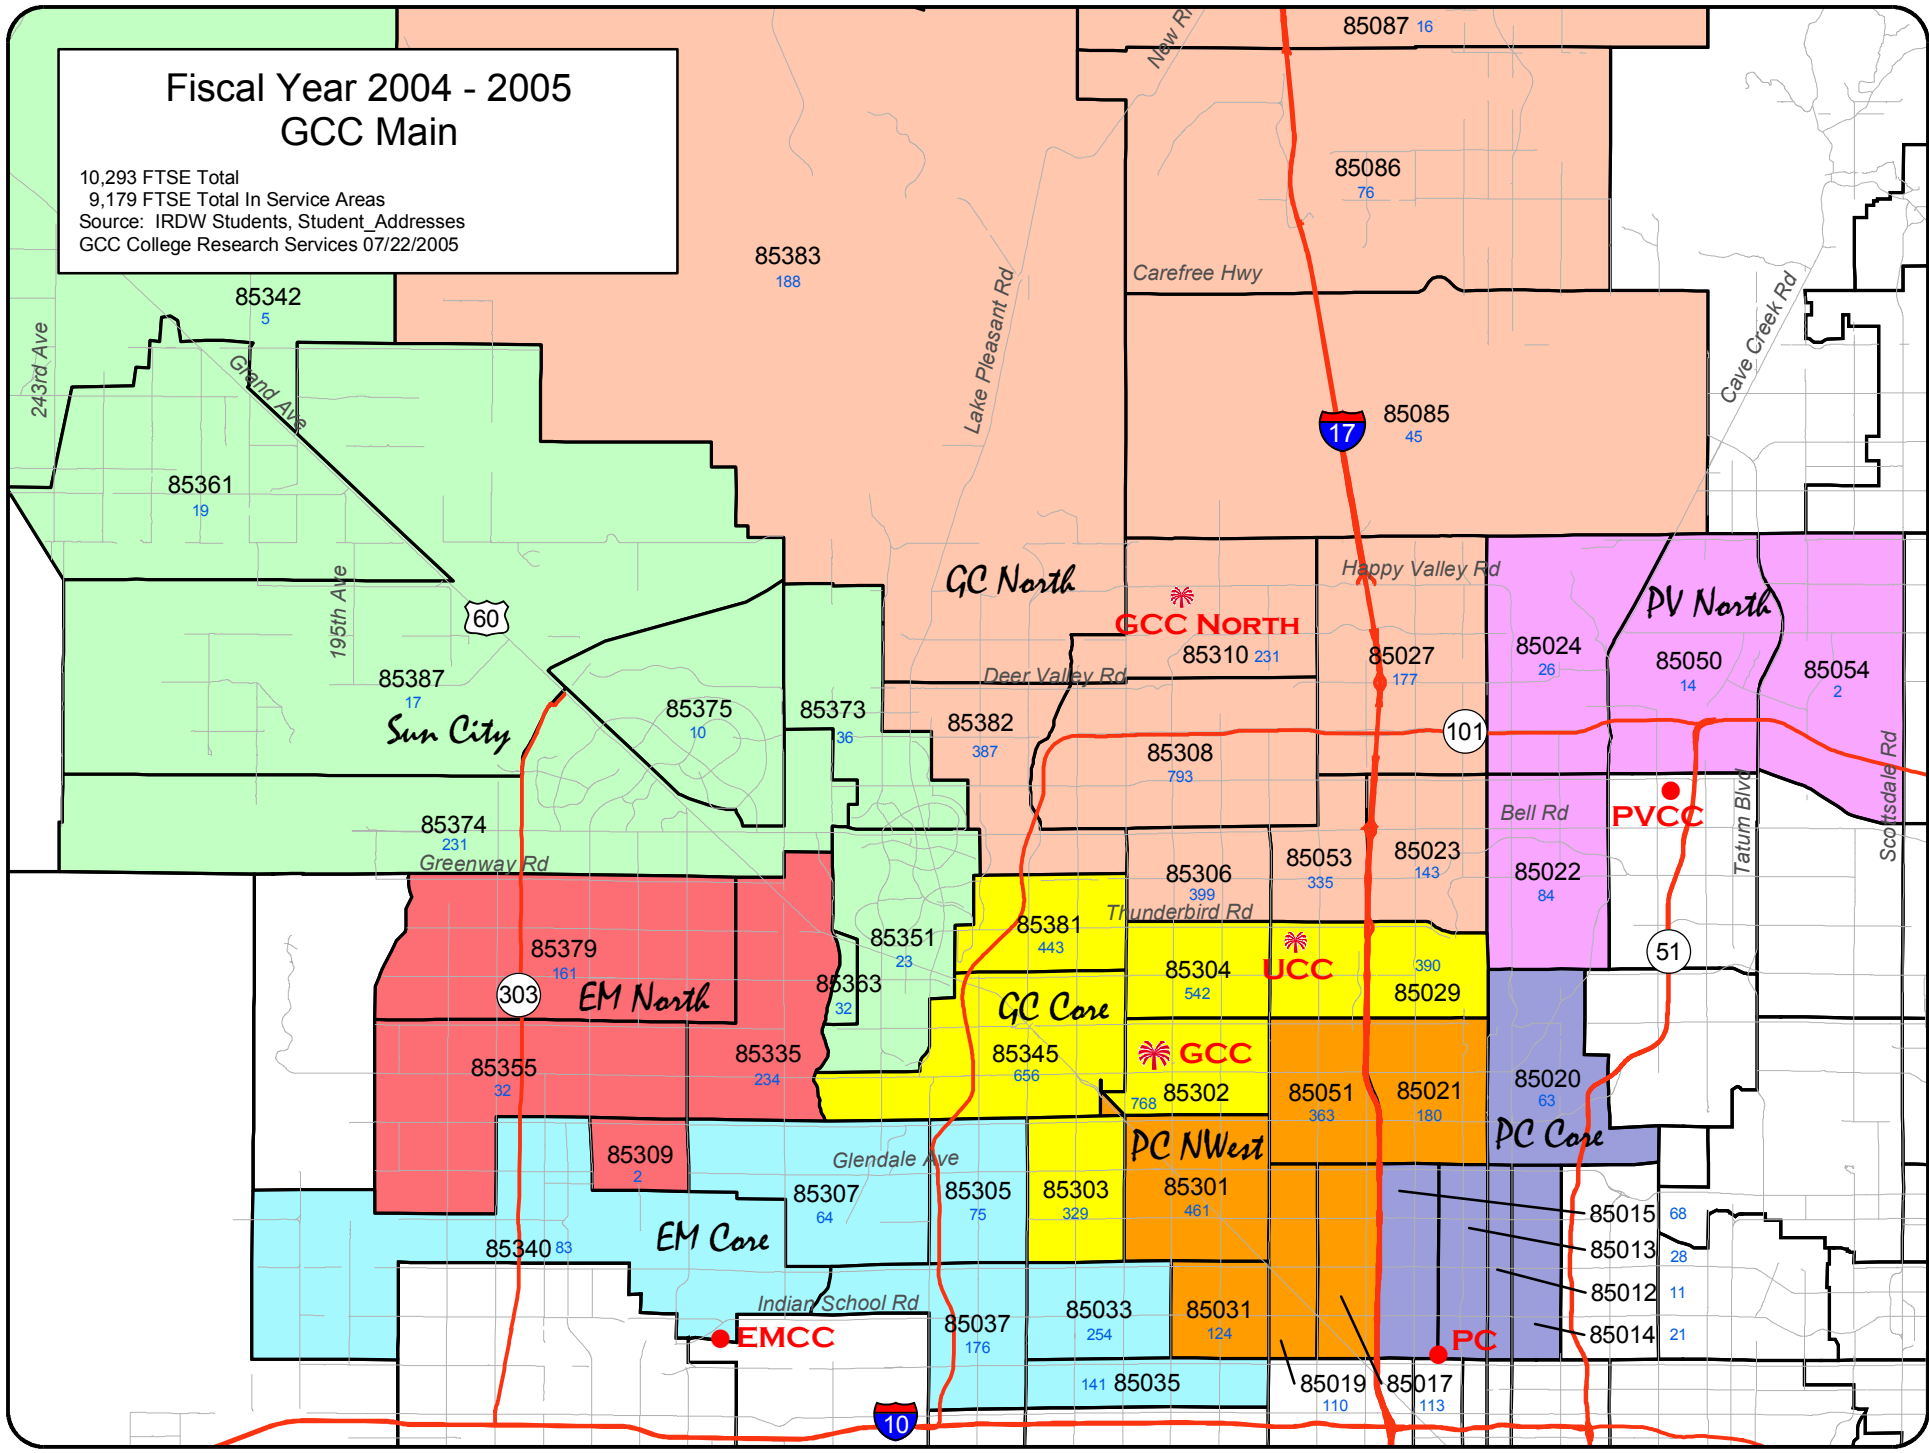 Fiscal Year 2004 - 2005
GCC Main
10,293 FTSE Total
9,179 FTSE Total In Service Areas
Source: IRDW Students, Student_Addresses
GCC College Research Services 07/22/2005
85087 16
New Ri
85086
76
85383
188
Carefree Hwy
85342
5
243rd Ave
Grand Ave
Lake Pleasant Rd
Cave Creek Rd
17
85085
45
85361
19
195th Ave
60
GC North
GCC North
85310 231
Happy Valley Rd
85027
177
PV North
85024
26
85050
14
85054
2
Deer Valley Rd
85387
17
Sun City
85375
10
85373
36
85382
387
85308
793
101
Scottsdale Rd
Tatum Blvd
Bell Rd
PVCC
85374
231
Greenway Rd
85306
399
85053
335
85023
143
85022
84
Thunderbird Rd
85379
161
303
EM North
85351
23
85363
32
85381
443
GC Core
85304
542
UCC
390
85029
51
85355
32
85335
234
85345
656
GCC
768 85302
85051
363
85021
180
85020
63
PC Core
PC NWest
85309
2
Glendale Ave
85307
64
85305
75
85303
329
85301
461
85015 68
85013 28
85012 11
85014 21
EM Core
85340 83
Indian School Rd
EMCC
85037
176
85033
254
85031
124
PC
141 85035
85019
110
85017
113
10